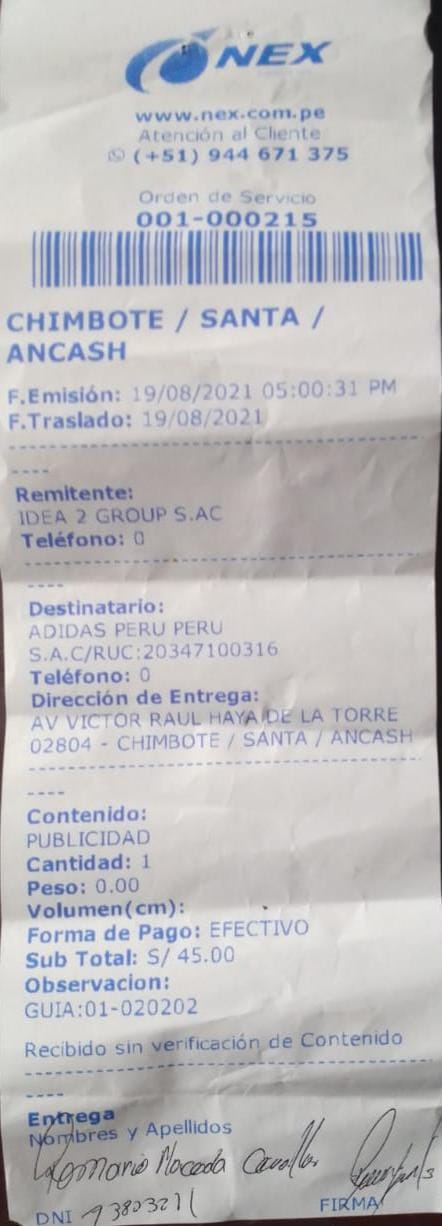 NEX
www.nex.com.pe
Atención al Cliente
(+51) 944 671 375
Orden de Servicio
001-000215
CHIMBOTE / SANTA /
ANCASH
F.Emisión: 19/08/2021 05:00:31 PM
F.Traslado: 19/08/2021
----
Remitente:
IDEA 2 GROUP S.AC
Teléfono: 0
----
Destinatario:
ADIDAS PERU PERU
S.A.C/RUC:20347100316
Teléfono: 0
Dirección de Entrega:
AV VICTOR RAUL HAYA DE LA TORRE
02804 - CHIMBOTE / SANTA / ANCASH
----
Contenido:
PUBLICIDAD
Cantidad: 1
Peso: 0.00
Volumen(cm):
Forma de Pago: EFECTIVO
Sub Total: S/ 45.00
Observacion:
GUIA:01-020202
Recibido sin verificación de Contenido
----
Entrega
Nombres y Apellidos
DNI
FIRMA